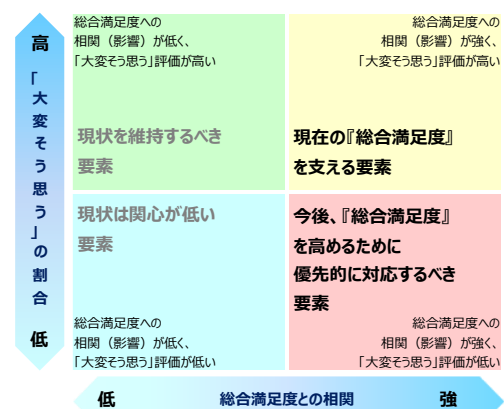 高
「大変そう思う」の割合
低
総合満足度への
相関（影響）が低く、
「大変そう思う」評価が高い
現状を維持するべき
要素
総合満足度への
相関（影響）が強く、
「大変そう思う」評価が高い
現在の『総合満足度』
を支える要素
現状は関心が低い
要素
総合満足度への
相関（影響）が低く、
「大変そう思う」評価が低い
今後、『総合満足度』
を高めるために
優先的に対応するべき
要素
総合満足度への
相関（影響）が強く、
「大変そう思う」評価が低い
低
総合満足度との相関
強